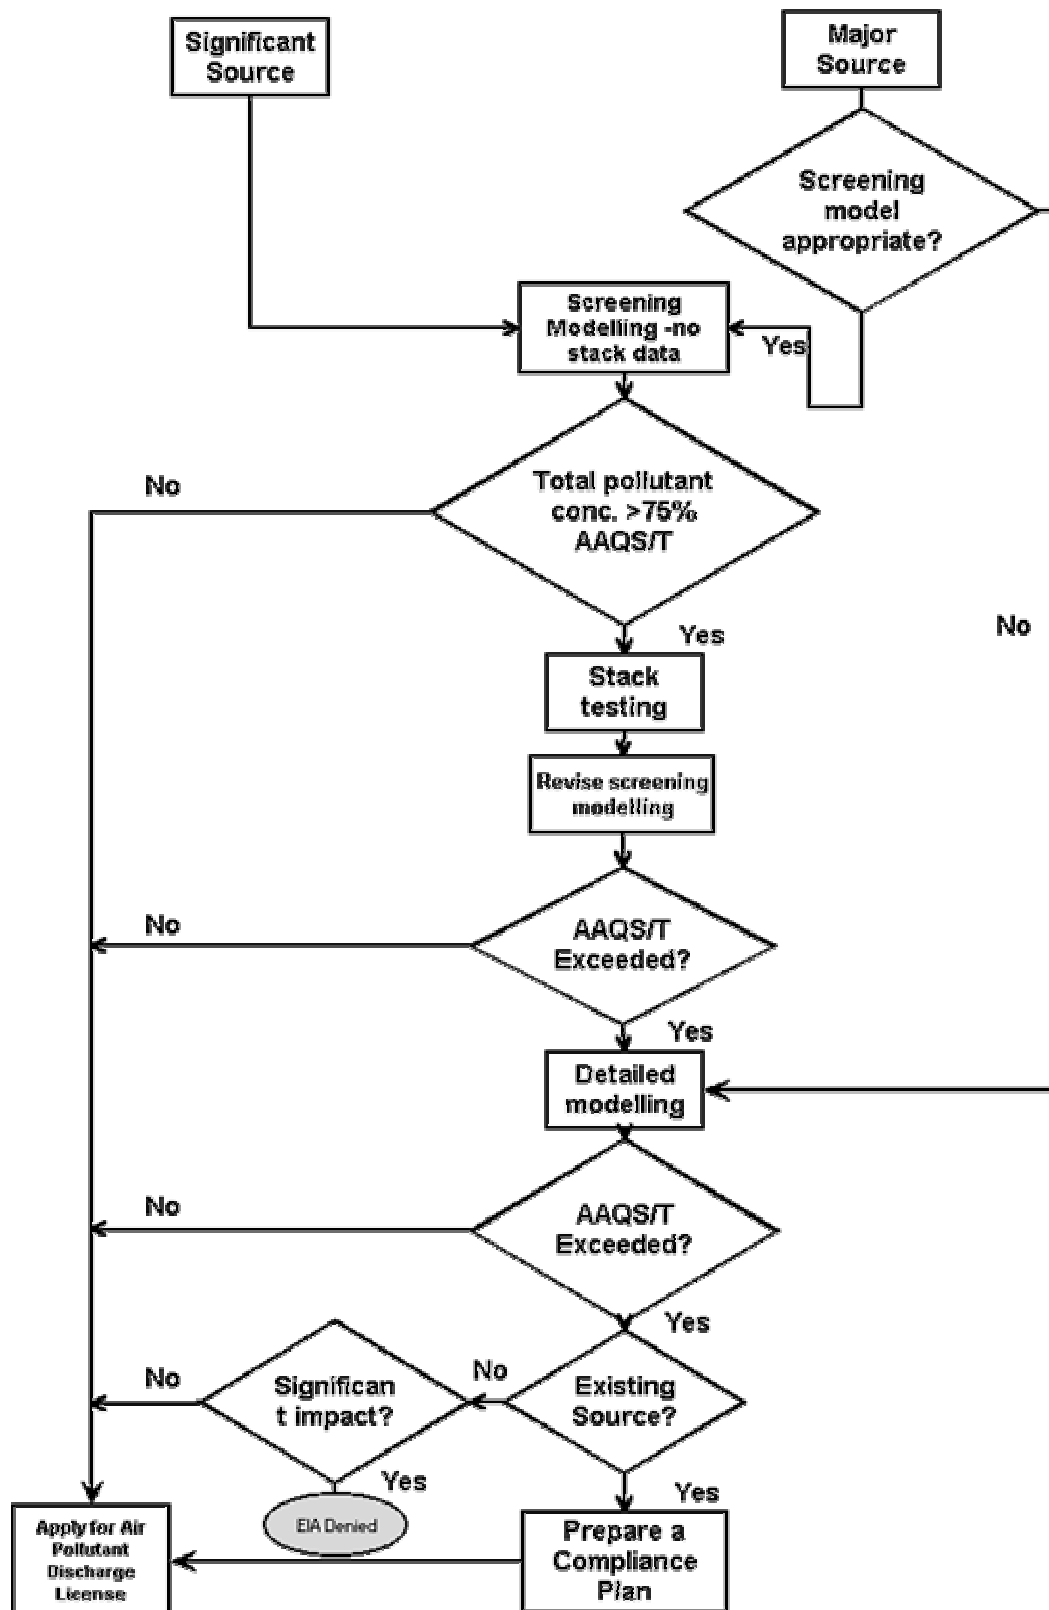 Significant
Source
Major
Source
Screening
model
appropriate?
Screening
Modelling -no
stack data
Yes
Total pollutant
conc. >75%
AAQS/T
No
Yes
No
Stack
testing
Revise screening
modelling
AAQS/T
Exceeded?
No
Yes
Detailed
modelling
AAQS/T
Exceeded?
No
Yes
Existing
Source?
No
Significan
t impact?
No
Yes
EIA Denied
Yes
Prepare a
Compliance
Plan
Apply for Air
Pollutant
Discharge
License